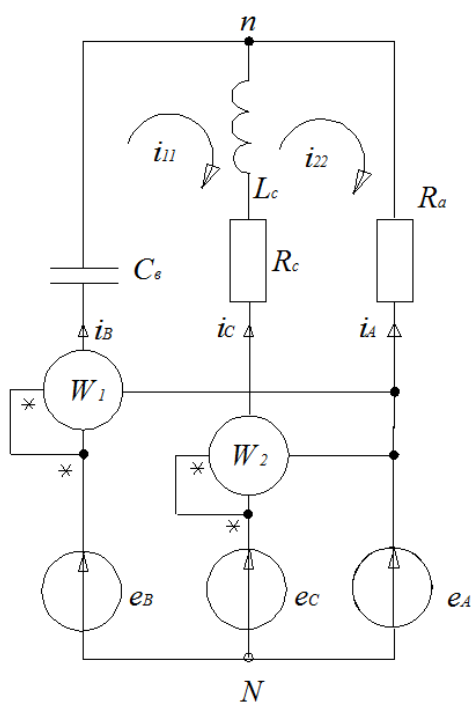 n
i11 i22
Lc
Ra
Rc
Cв
iB iC iA
W1
*
*
W2
*
*
eB eC eA
N